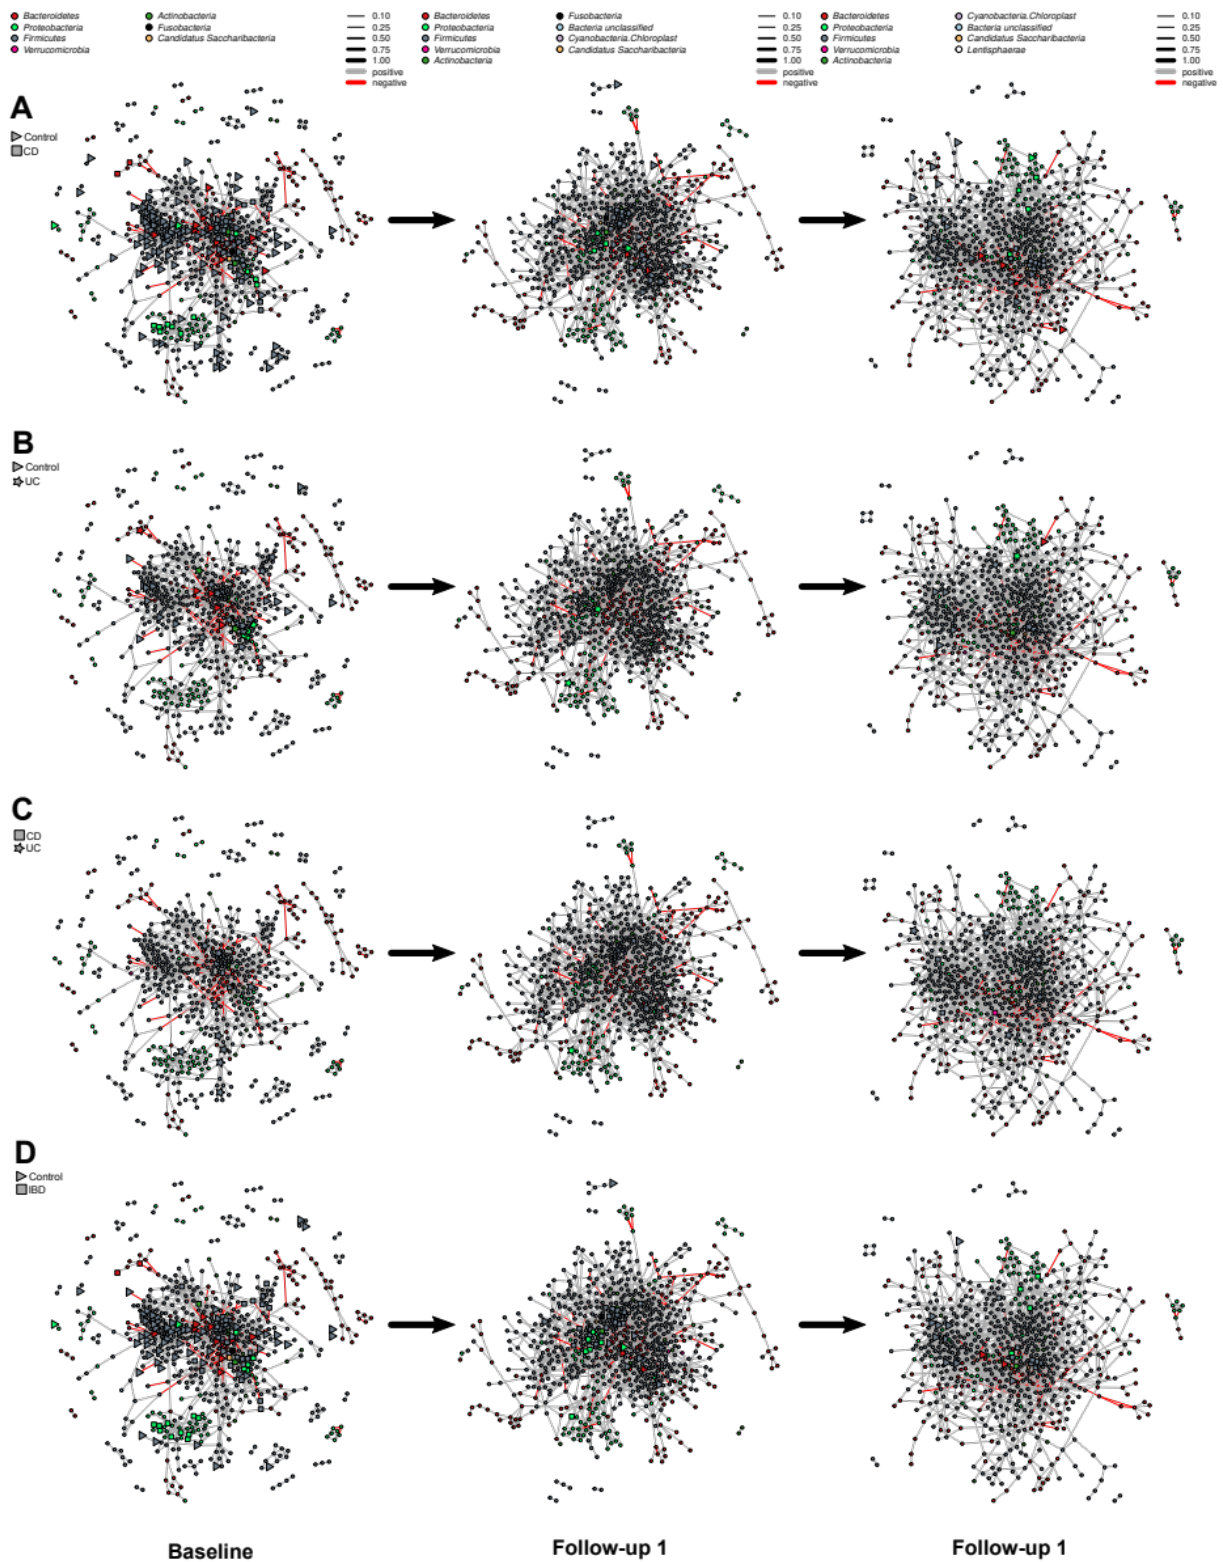 Bacteroidetes
Proteobacteria
Firmicutes
Verrucomicrobia
Actinobacteria
Fusobacteria
Candidatus Saccharibacteria
0.10
0.25
0.50
0.75
1.00
positive
negative
Bacteroidetes
Proteobacteria
Firmicutes
Verrucomicrobia
Actinobacteria
Fusobacteria
Bacteria unclassified
Cyanobacteria.Chloroplast
Candidatus Saccharibacteria
0.10
0.25
0.50
0.75
1.00
positive
negative
Bacteroidetes
Proteobacteria
Firmicutes
Verrucomicrobia
Actinobacteria
Cyanobacteria.Chloroplast
Bacteria unclassified
Candidatus Saccharibacteria
Lentisphaerae
0.10
0.25
0.50
0.75
1.00
positive
negative
A
Control
CD
B
Control
UC
C
CD
UC
D
Control
IBD
Baseline
Follow-up 1
Follow-up 1